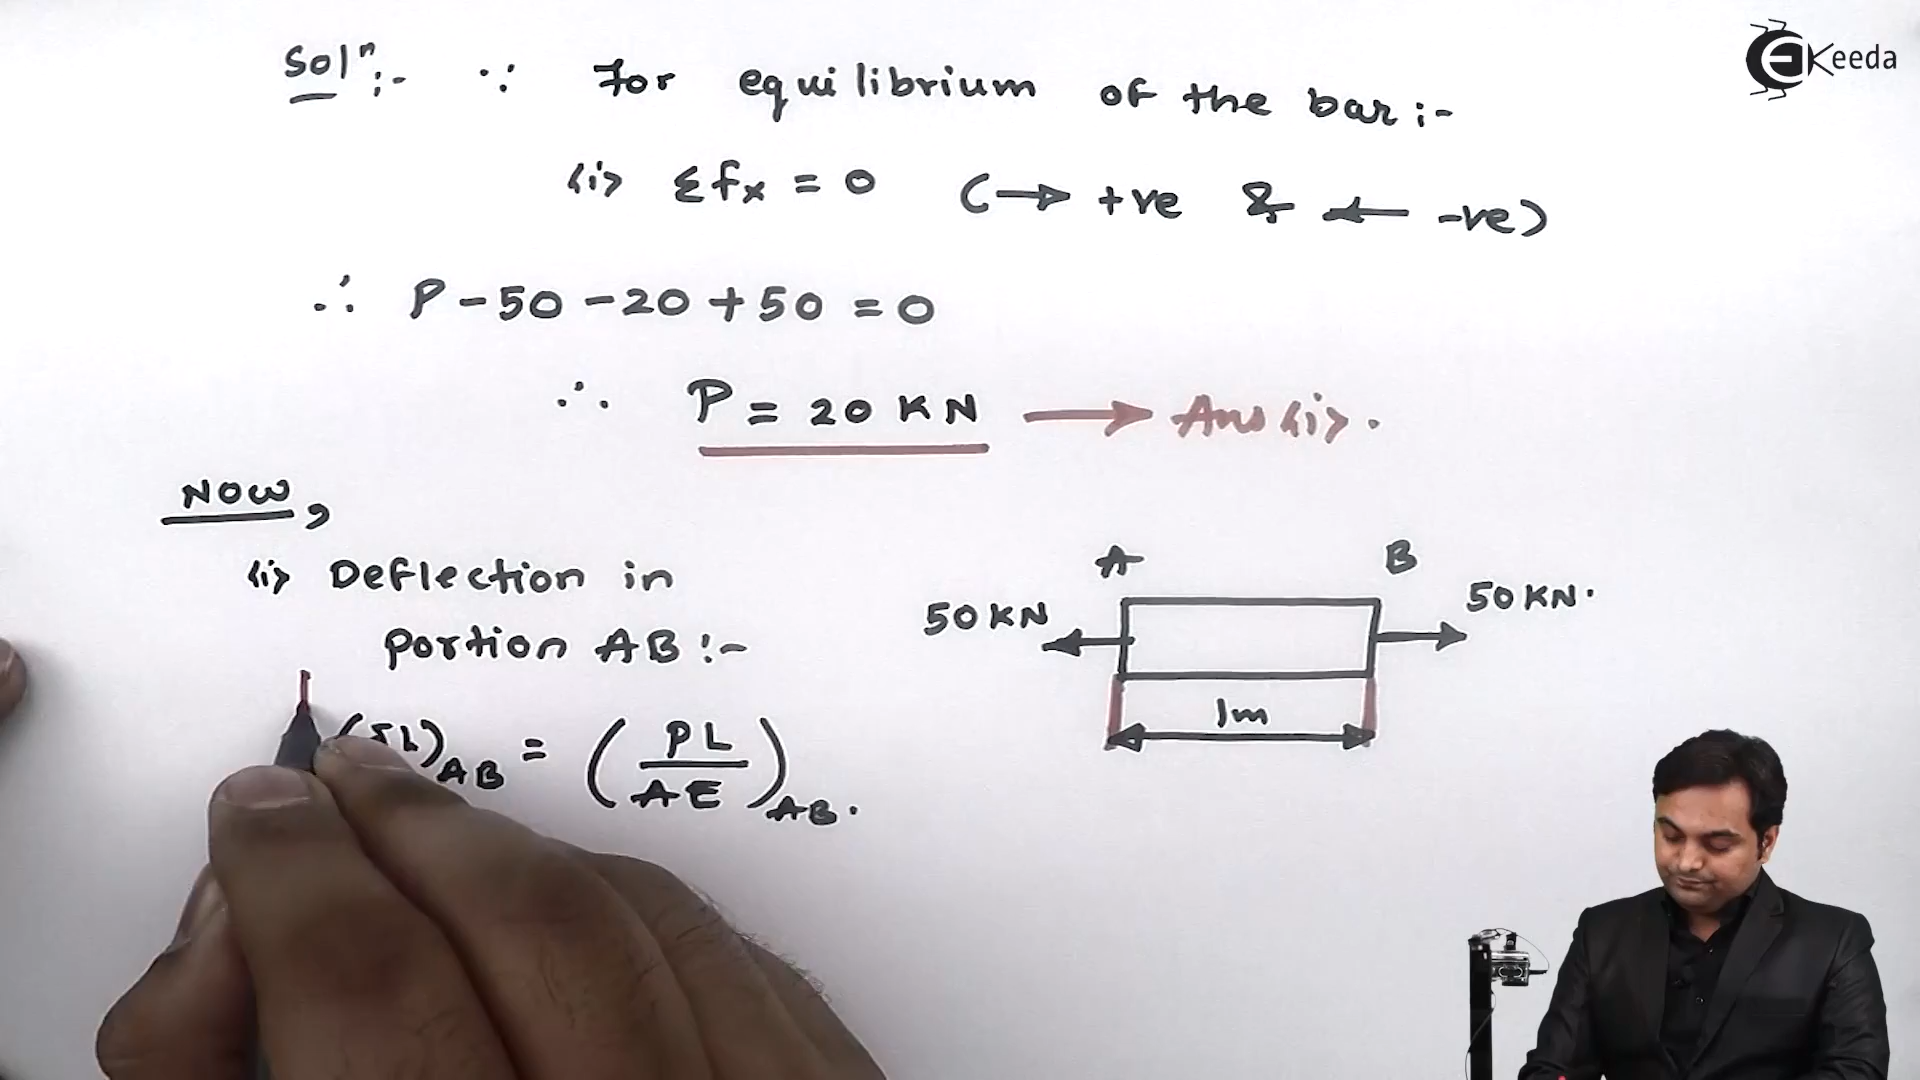 Ekeeda
Solⁿ:- ∵ For equilibrium of the bar:-
(i) Σfx = 0 (→ +ve & ← -ve)
∴ P - 50 - 20 + 50 = 0
∴ P = 20 KN → Ans (i).
NOW,
(i) Deflection in
portion AB:-
(δL)AB = (PL/AE)AB.
A B
50 KN 50 KN.
1m